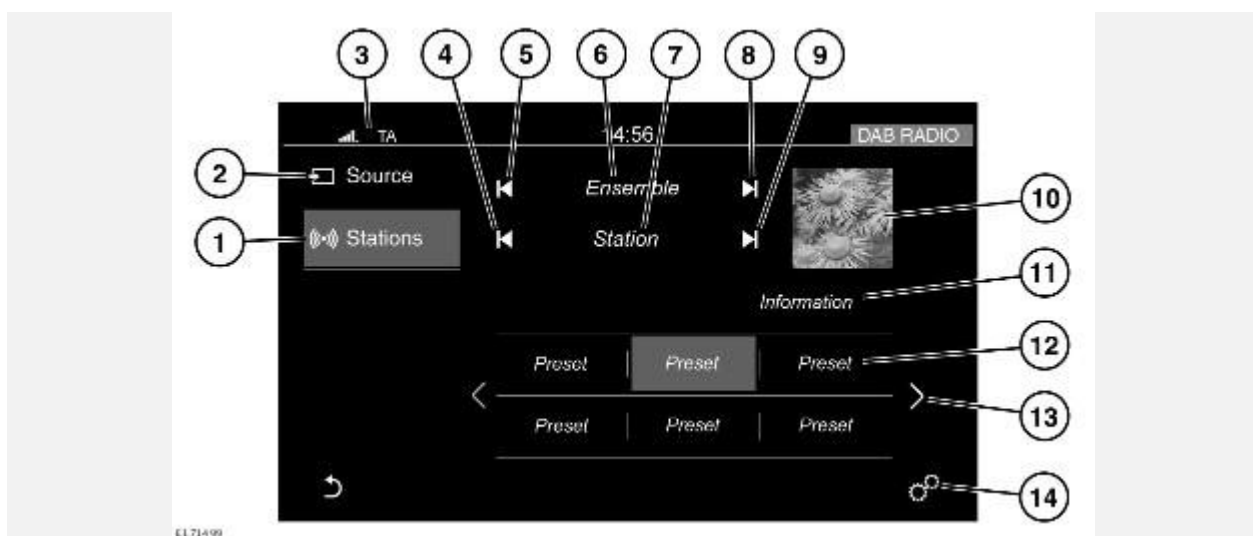 3 4 5 6 7 8 9
TA 14:56 DAB RADIO
2 Source Ensemble
10
1 Stations Station
Information 11
Preset Preset Preset 12
13
Preset Preset Preset
14